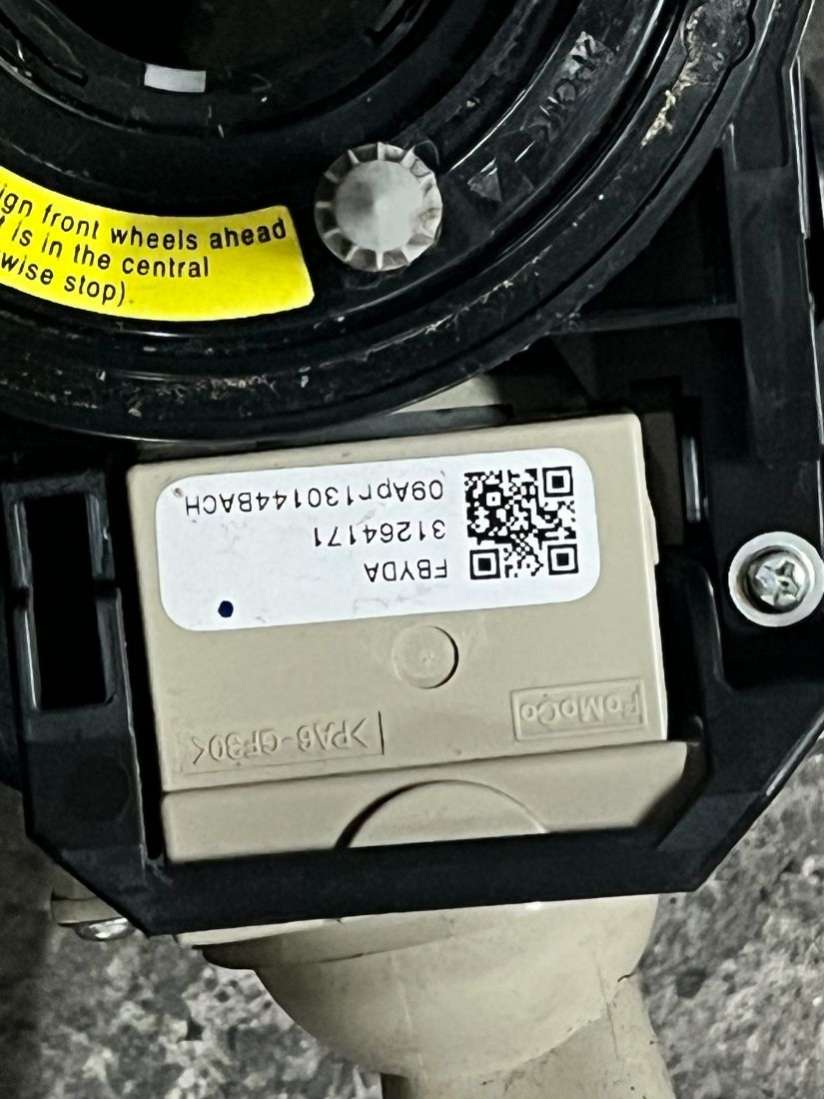 ign front wheels ahead
t is in the central
wise stop)
FBYDA
31264171
09Apr130144BACH
FoMoCo
>PA6-GF30<